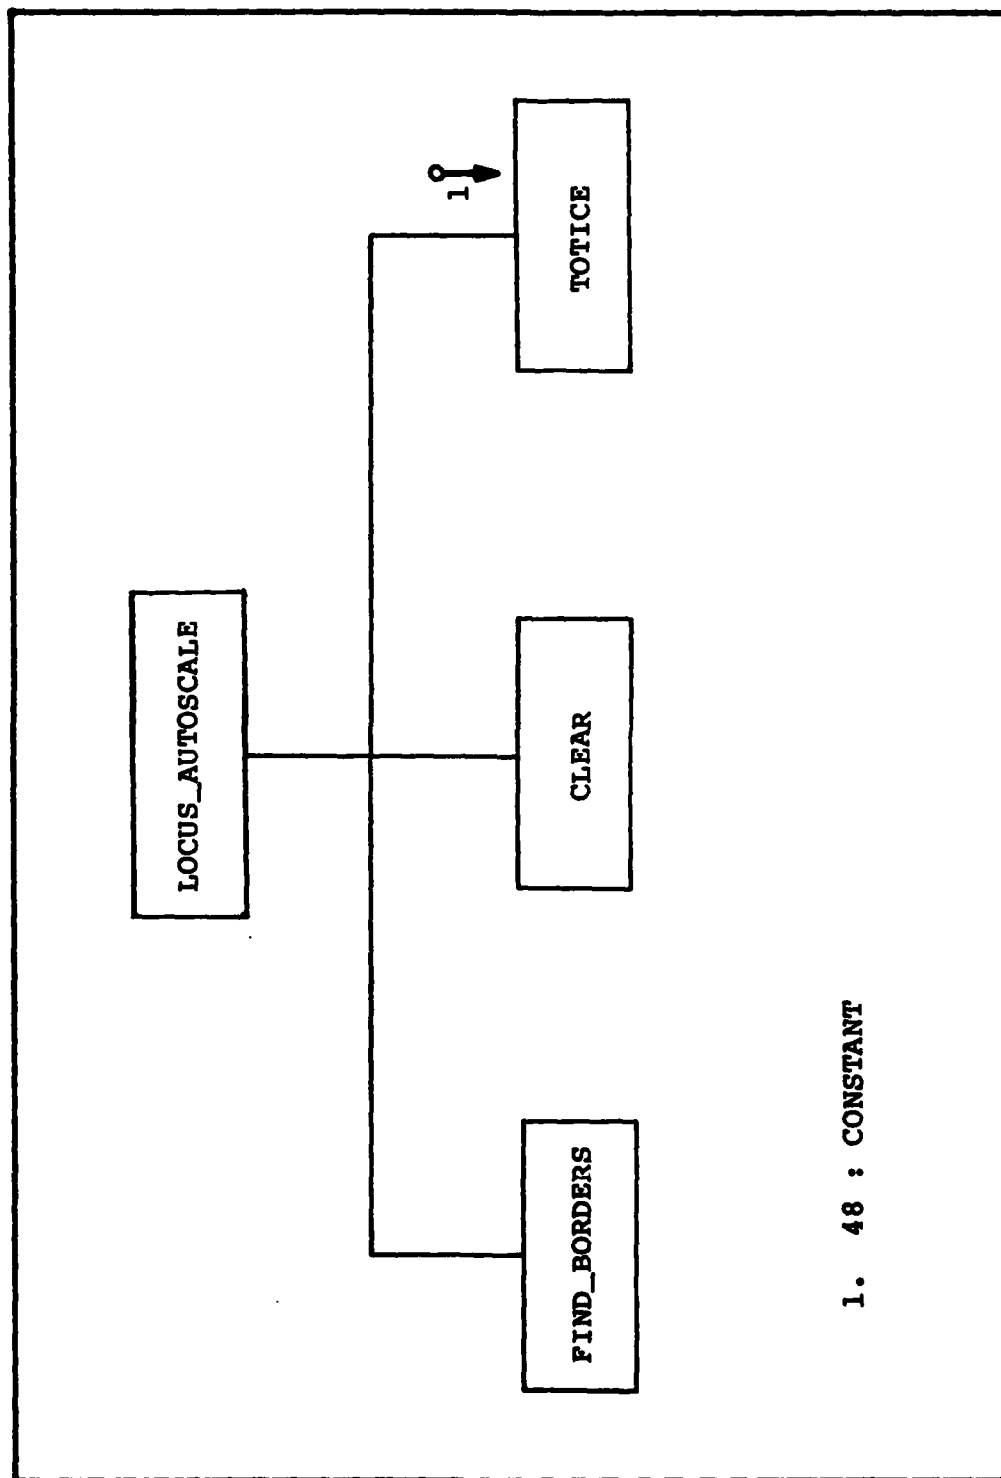 LOCUS_AUTOSCALE
1
FIND_BORDERS
CLEAR
TOTICE
1. 48 : CONSTANT